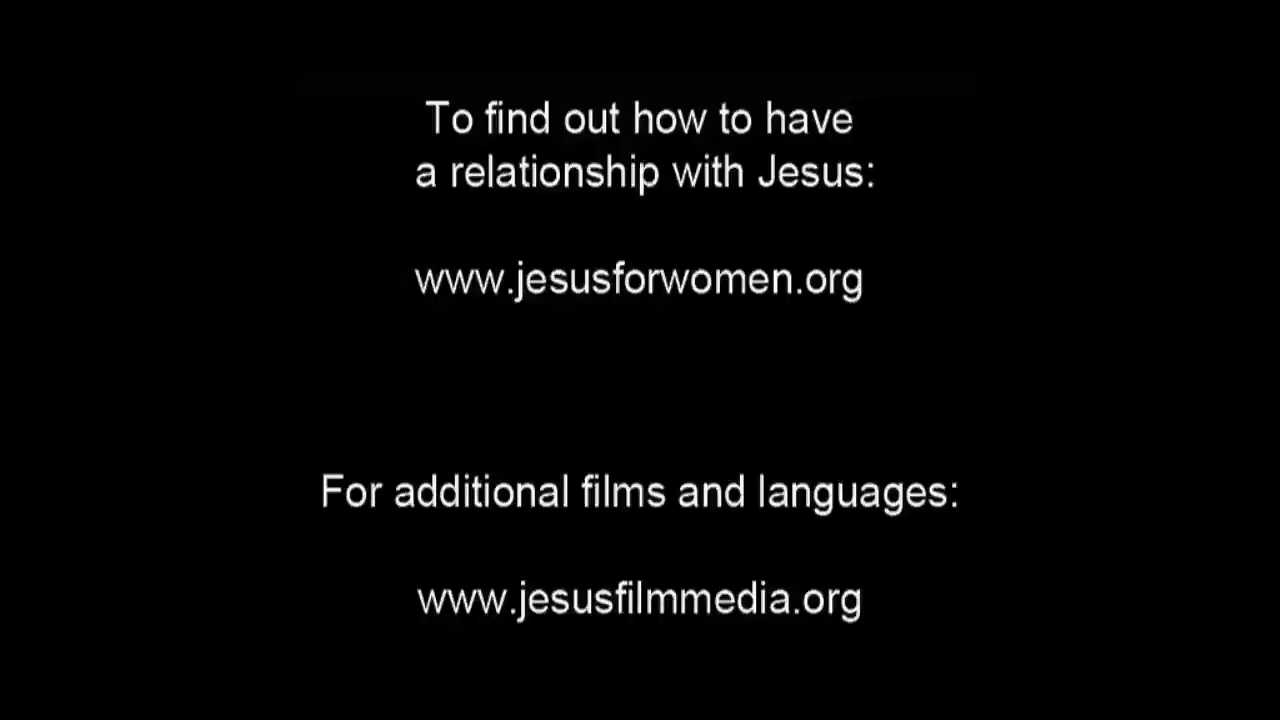 To find out how to have
a relationship with Jesus:
www.jesusforwomen.org
For additional films and languages:
www.jesusfilmmedia.org